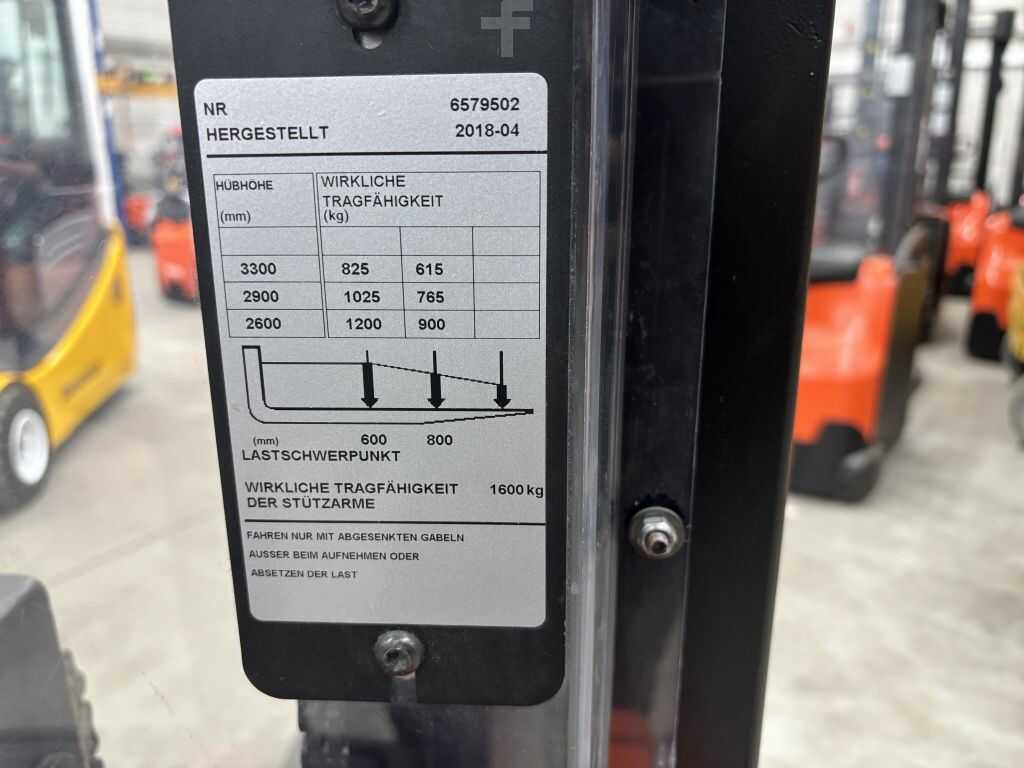 NR 6579502
HERGESTELLT 2018-04
HÜBHÖHE WIRKLICHE
TRAGFÄHIGKEIT
(mm) (kg)
3300 825 615
2900 1025 765
2600 1200 900
(mm) 600 800
LASTSCHWERPUNKT
WIRKLICHE TRAGFÄHIGKEIT 1600 kg
DER STÜTZARME
FAHREN NUR MIT ABGESENKTEN GABELN
AUSSER BEIM AUFNEHMEN ODER
ABSETZEN DER LAST